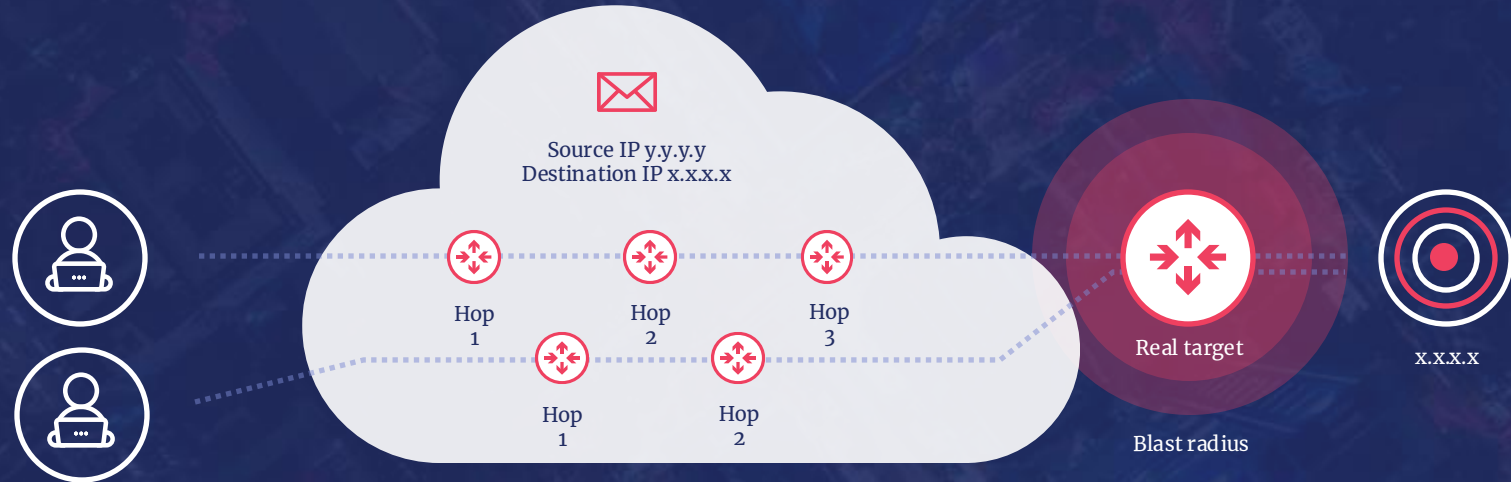 Source IP y.y.y.y
Destination IP x.x.x.x
Hop
1
Hop
2
Hop
3
Hop
1
Hop
2
Real target
Blast radius
x.x.x.x